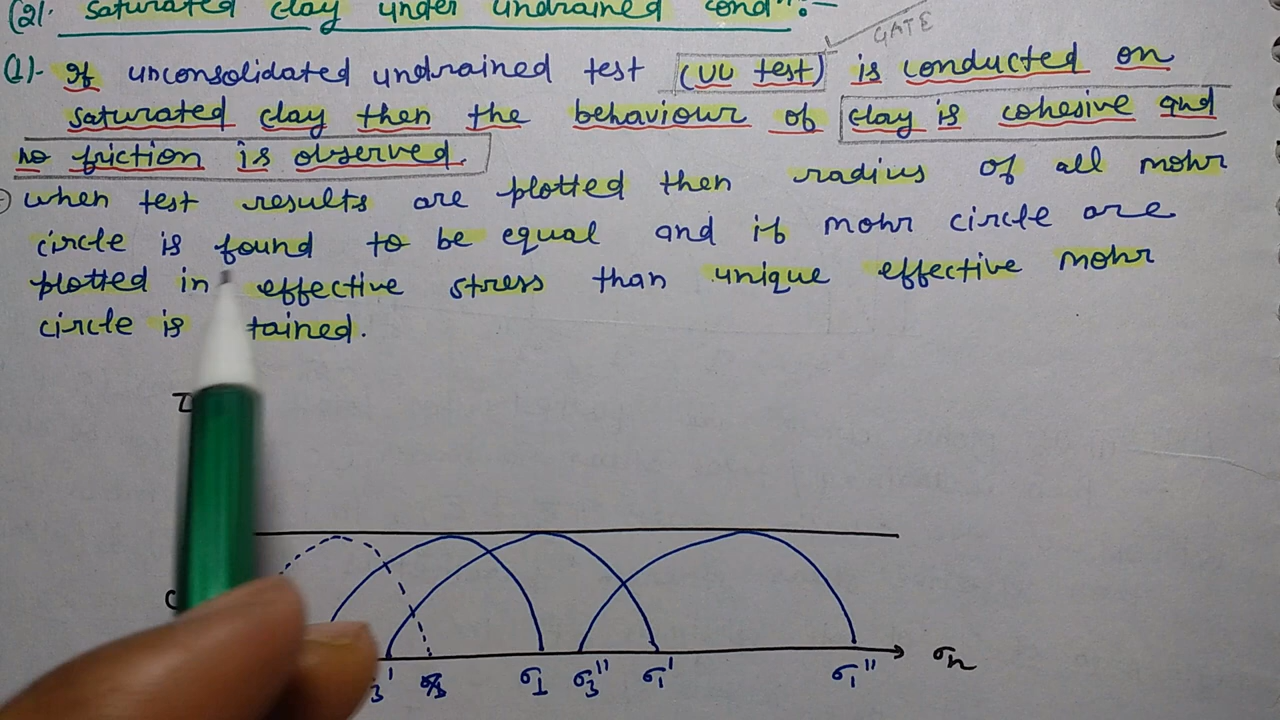 (2). saturated clay under undrained condⁿ:-
GATE
(1)- If unconsolidated undrained test (UU test) is conducted on
saturated clay then the behaviour of clay is cohesive and
no friction is observed.
when test results are plotted then radius of all mohr
circle is found to be equal and if mohr circle are
plotted in effective stress than unique effective mohr
circle is tained.
τ
C
3' σ3 σ1 σ3'' σ1' σ1'' σn